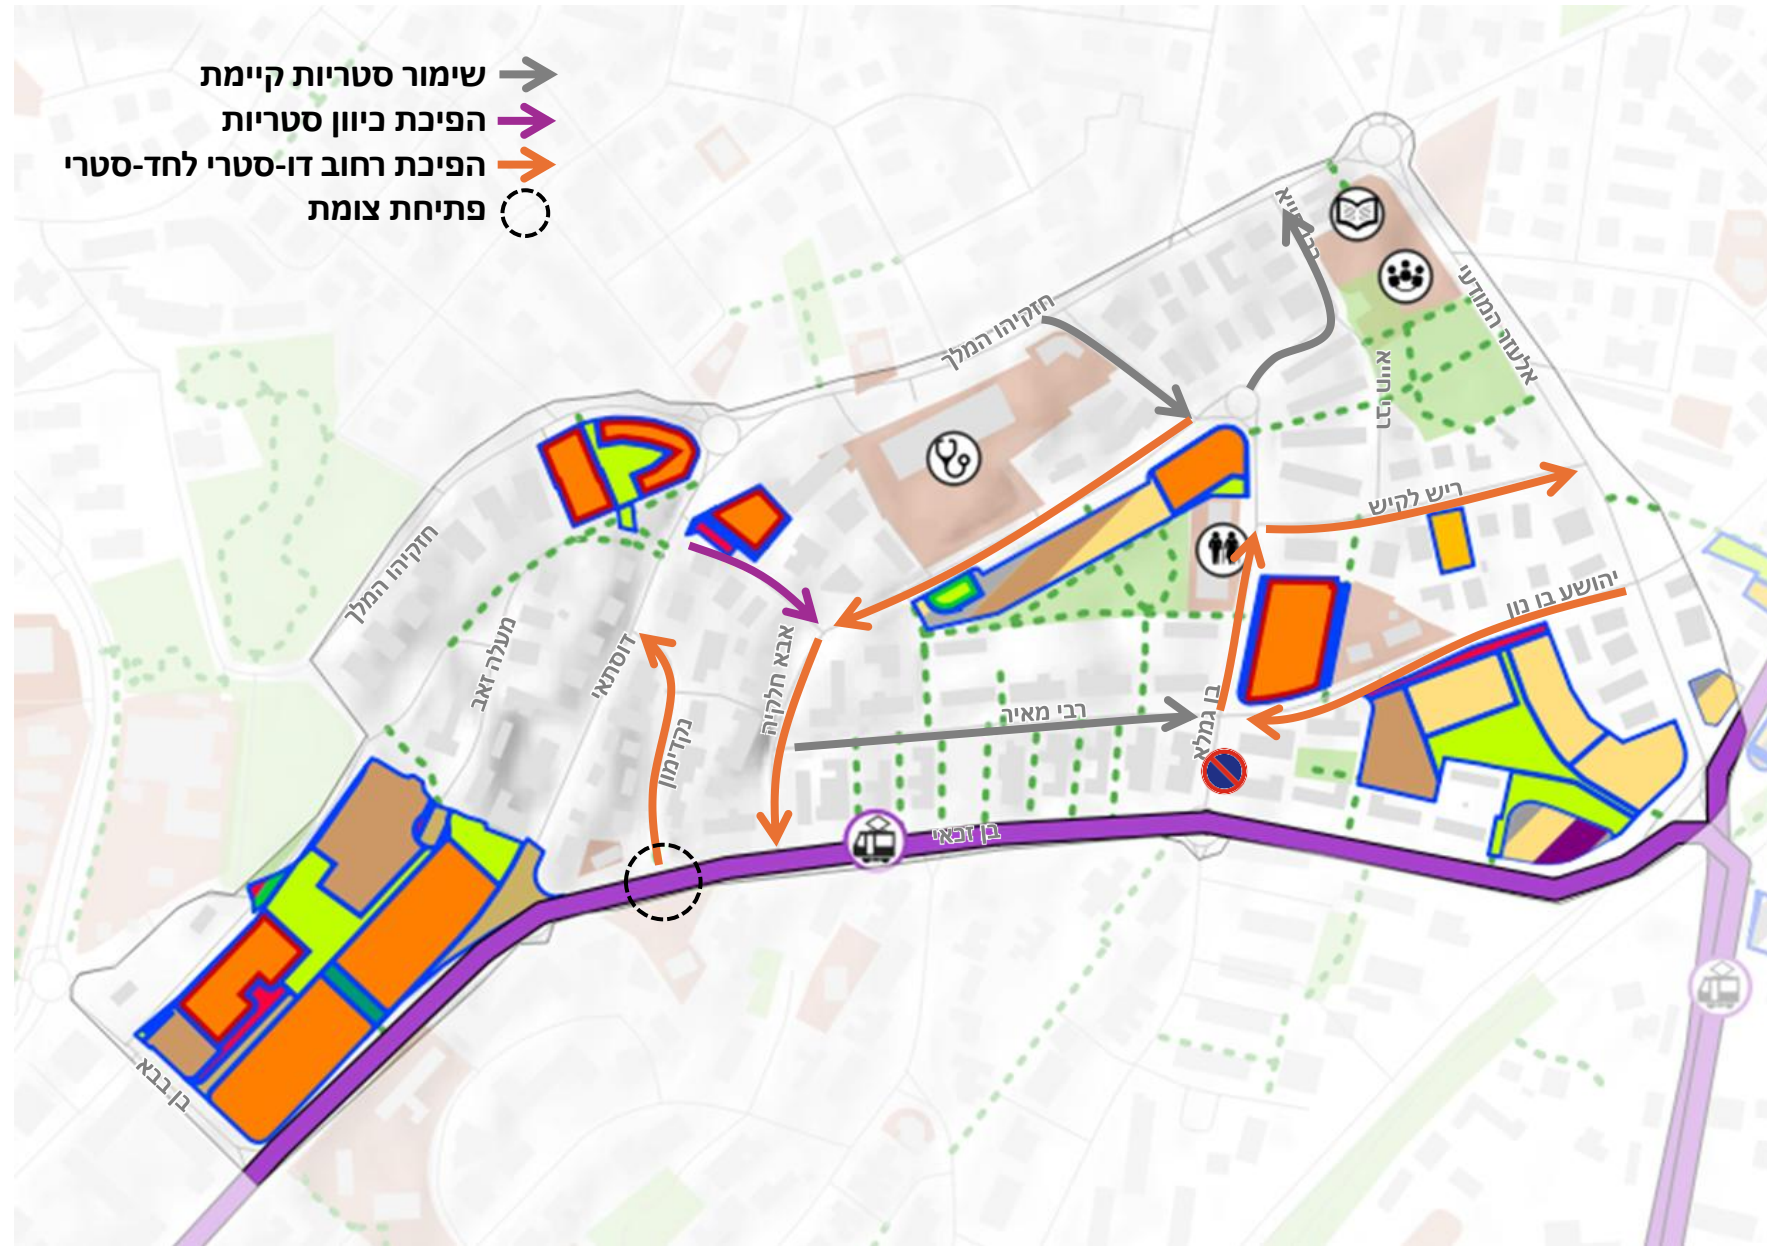 שימור סטריות קיימת
הפיכת כיוון סטריות
הפיכת רחוב דו-סטרי לחד-סטרי
פתיחת צומת
חזקיהו המלך
אלעזר המודעי
רבי חייא
ריש לקיש
יהושע בן נון
חזקיהו המלך
מעלה זאב
דוסתאי
נקדימון
אבא חלקיה
רבי מאיר
בן גמלא
בן זכאי
בן בבא